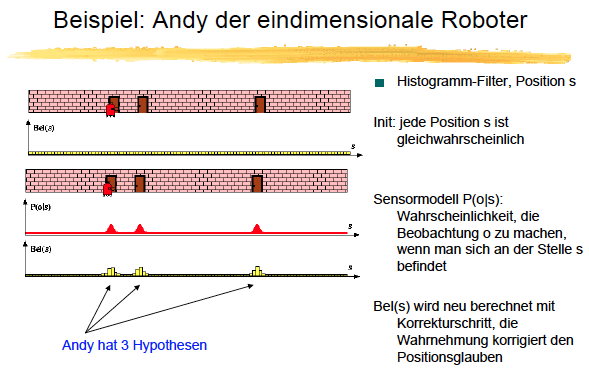 Beispiel: Andy der eindimensionale Roboter
Histogramm-Filter, Position s
Init: jede Position s ist
gleichwahrscheinlich
Bel(s)
s
Sensormodell P(o|s):
Wahrscheinlichkeit, die
Beobachtung o zu machen,
wenn man sich an der Stelle s
befindet
P(o|s)
s
Bel(s)
s
Andy hat 3 Hypothesen
Bel(s) wird neu berechnet mit
Korrekturschritt, die
Wahrnehmung korrigiert den
Positionsglauben